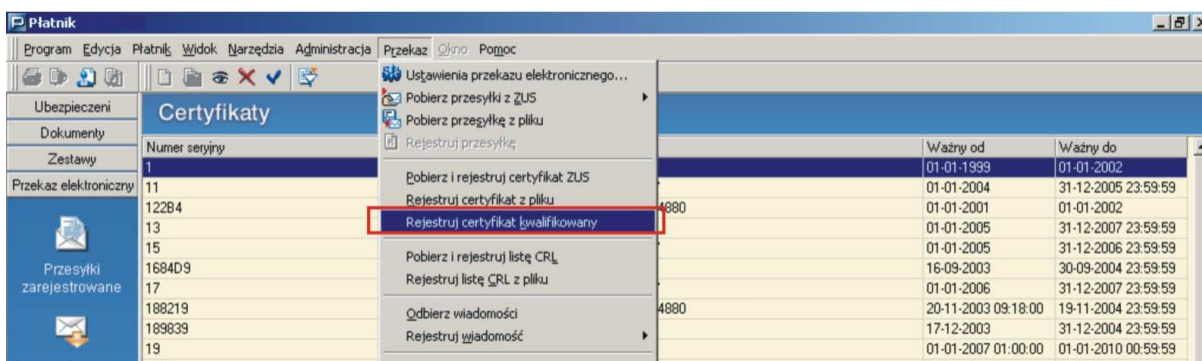 Płatnik
Program Edycja Płatnik Widok Narzędzia Administracja Przekaz Okno Pomoc
Ustawienia przekazu elektronicznego...
Pobierz przesyłki z ZUS
Pobierz przesyłkę z pliku
Rejestruj przesyłkę
Pobierz i rejestruj certyfikat ZUS
Rejestruj certyfikat z pliku
Rejestruj certyfikat kwalifikowany
Pobierz i rejestruj listę CRL
Rejestruj listę CRL z pliku
Odbierz wiadomości
Rejestruj wiadomość
Ubezpieczeni
Dokumenty
Zestawy
Przekaz elektroniczny
Przesyłki
zarejestrowane
Certyfikaty
Numer seryjny Ważny od Ważny do
1 01-01-1999 01-01-2002
11 01-01-2004 31-12-2005 23:59:59
122B4 4880 01-01-2001 01-01-2002
13 01-01-2005 31-12-2007 23:59:59
15 01-01-2005 31-12-2006 23:59:59
1684D9 16-09-2003 30-09-2004 23:59:59
17 01-01-2006 31-12-2007 23:59:59
188219 4880 20-11-2003 09:18:00 19-11-2004 23:59:59
189839 17-12-2003 31-12-2004 23:59:59
19 01-01-2007 01:00:00 01-01-2010 00:59:59